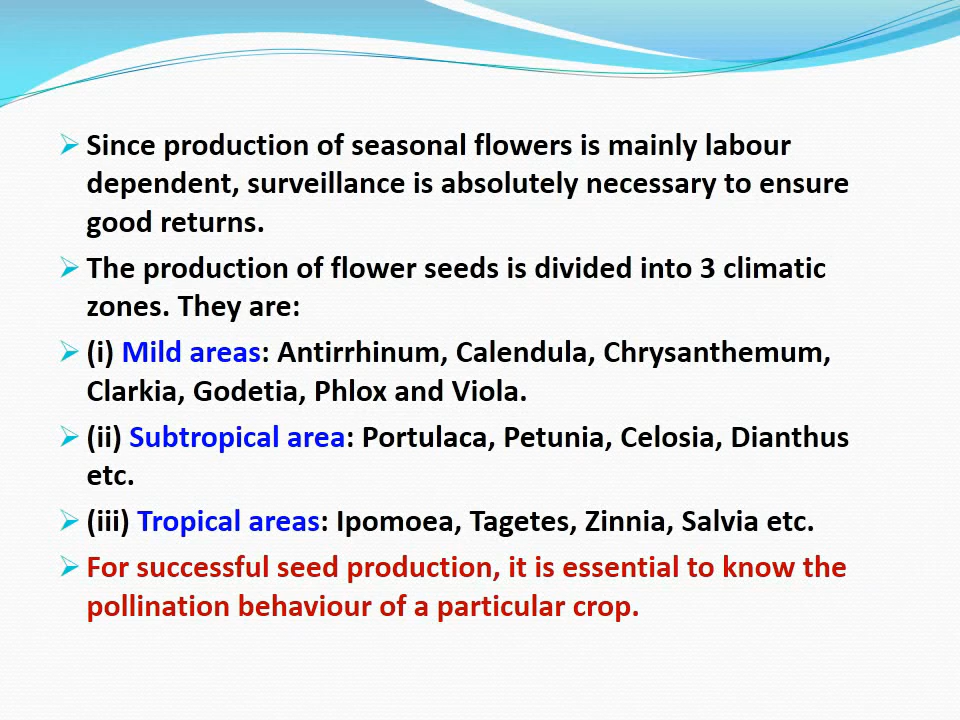 Since production of seasonal flowers is mainly labour
dependent, surveillance is absolutely necessary to ensure
good returns.
The production of flower seeds is divided into 3 climatic
zones. They are:
(i) Mild areas: Antirrhinum, Calendula, Chrysanthemum,
Clarkia, Godetia, Phlox and Viola.
(ii) Subtropical area: Portulaca, Petunia, Celosia, Dianthus
etc.
(iii) Tropical areas: Ipomoea, Tagetes, Zinnia, Salvia etc.
For successful seed production, it is essential to know the
pollination behaviour of a particular crop.